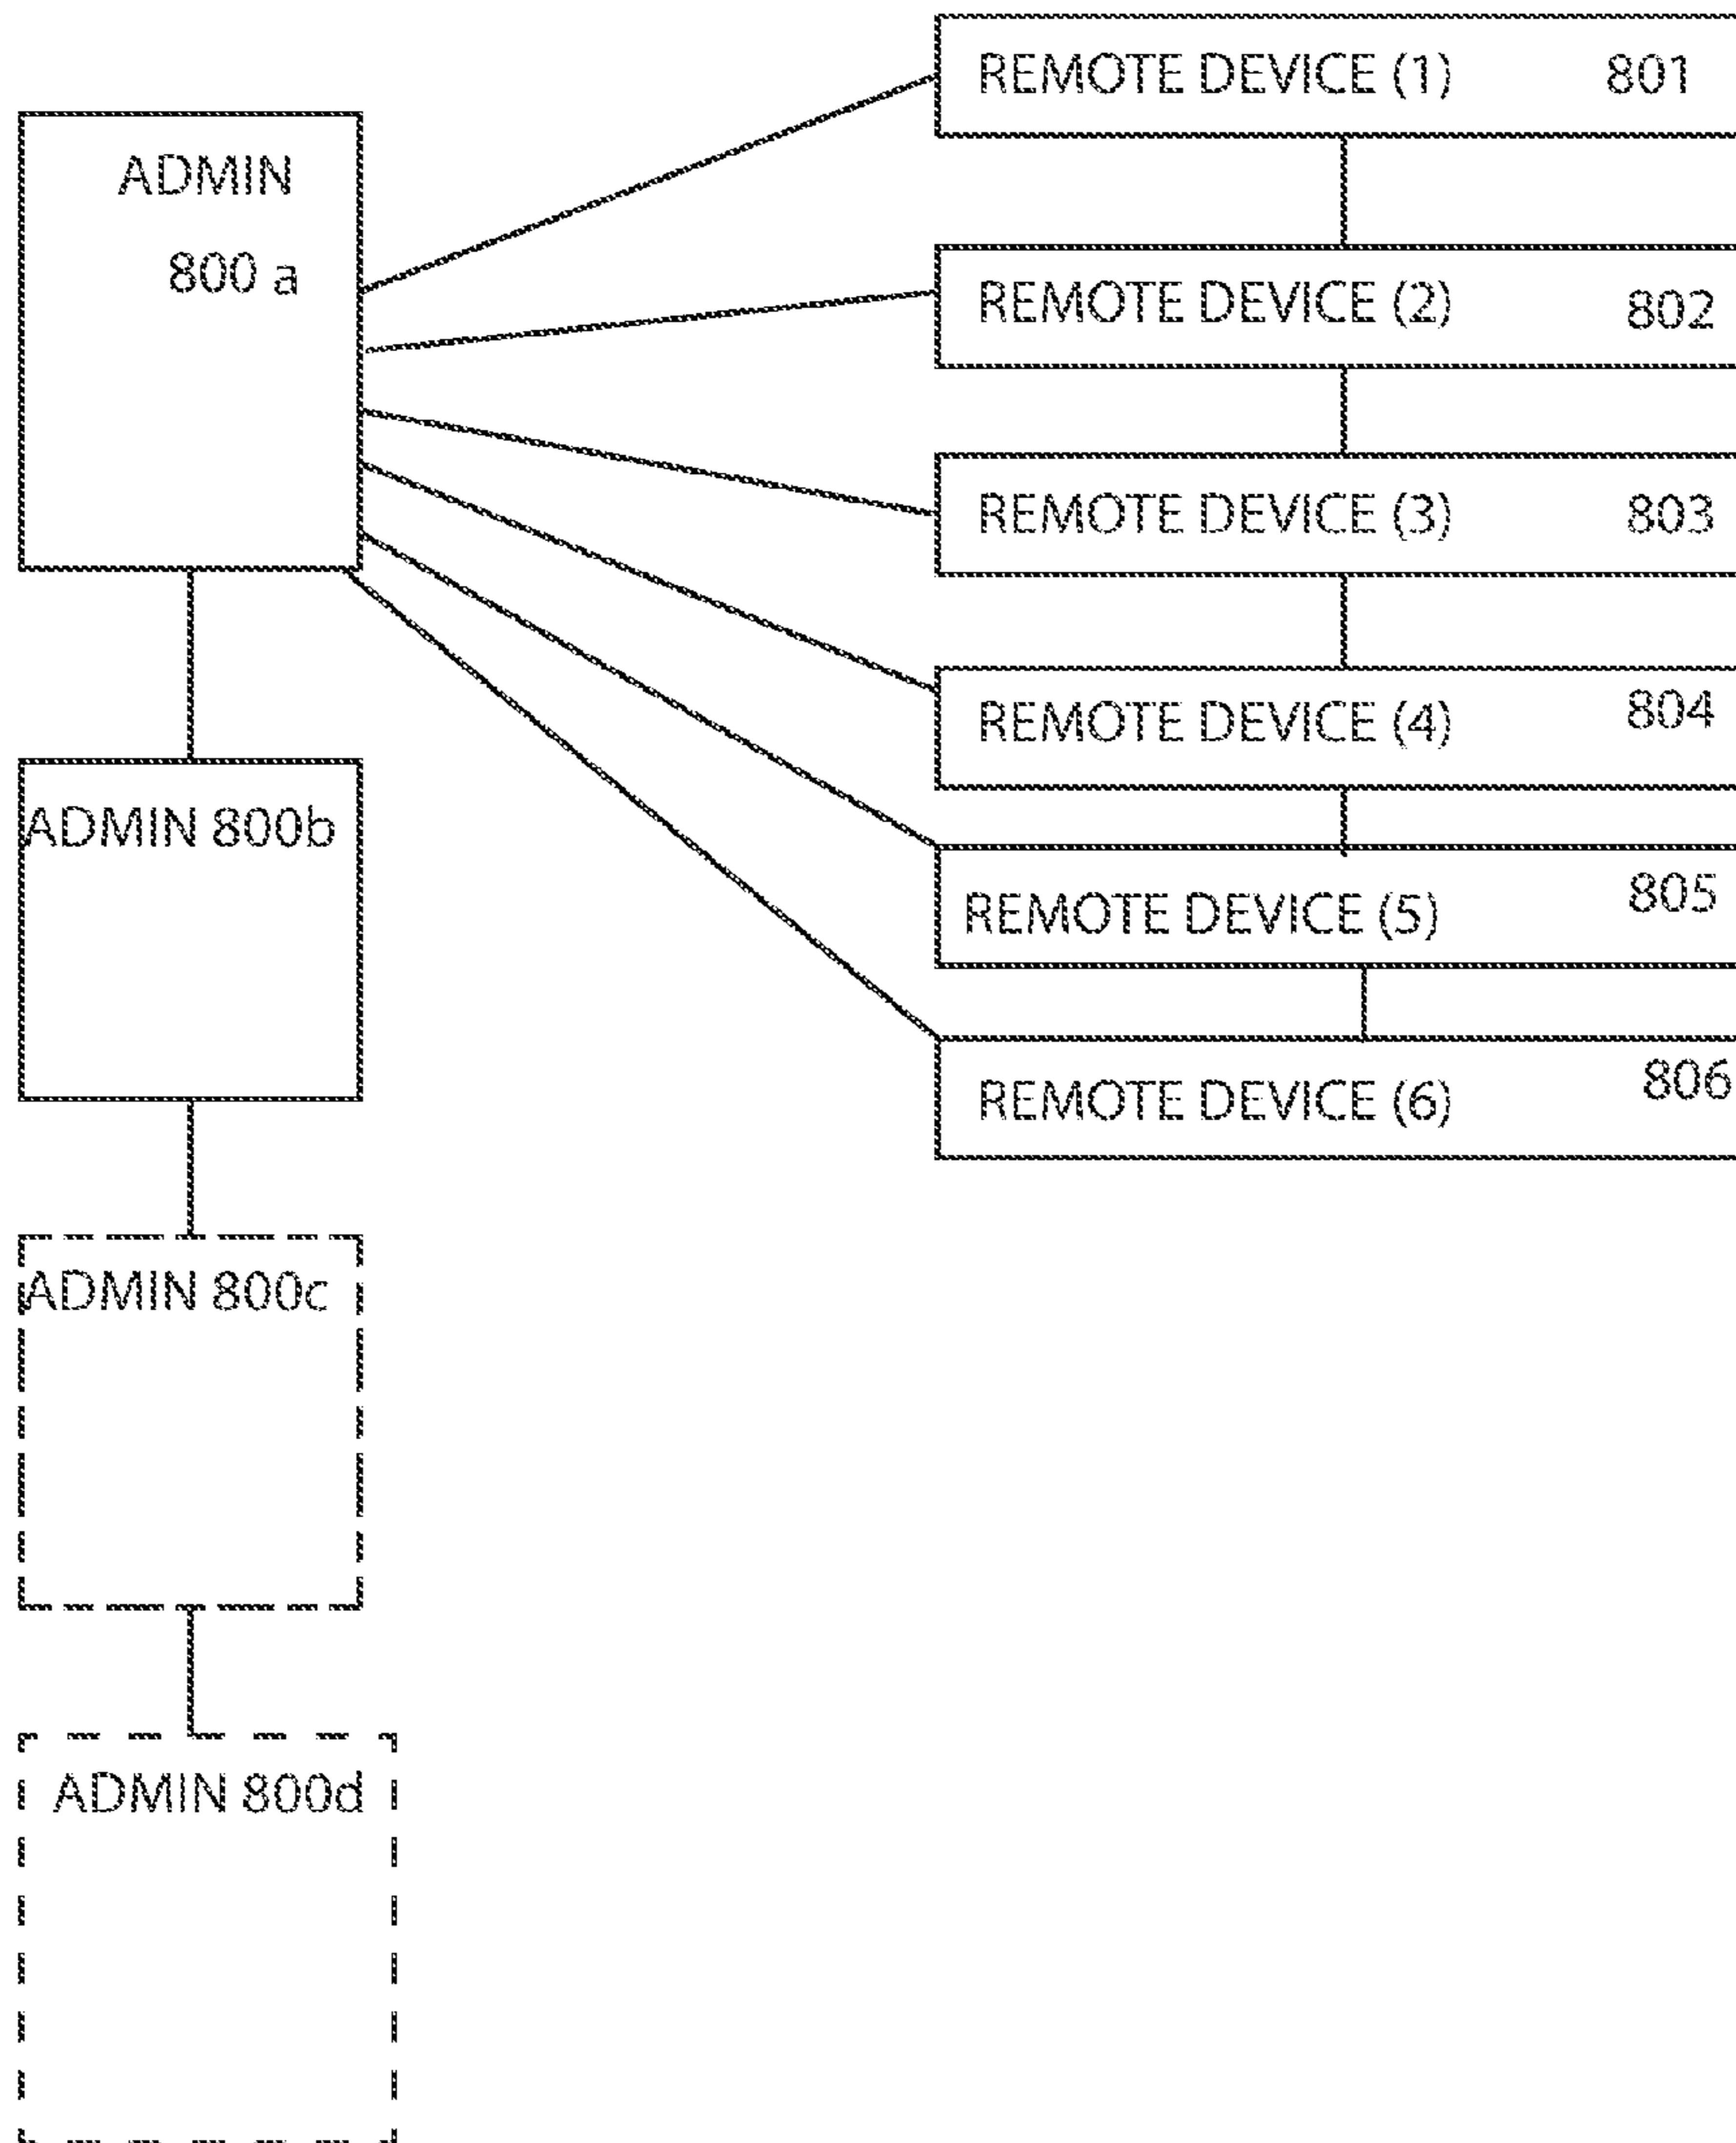 REMOTE DEVICE (1) 801
ADMIN
800 a
REMOTE DEVICE (2) 802
REMOTE DEVICE (3) 803
REMOTE DEVICE (4) 804
ADMIN 800b
REMOTE DEVICE (5) 805
REMOTE DEVICE (6) 806
ADMIN 800c
ADMIN 800d